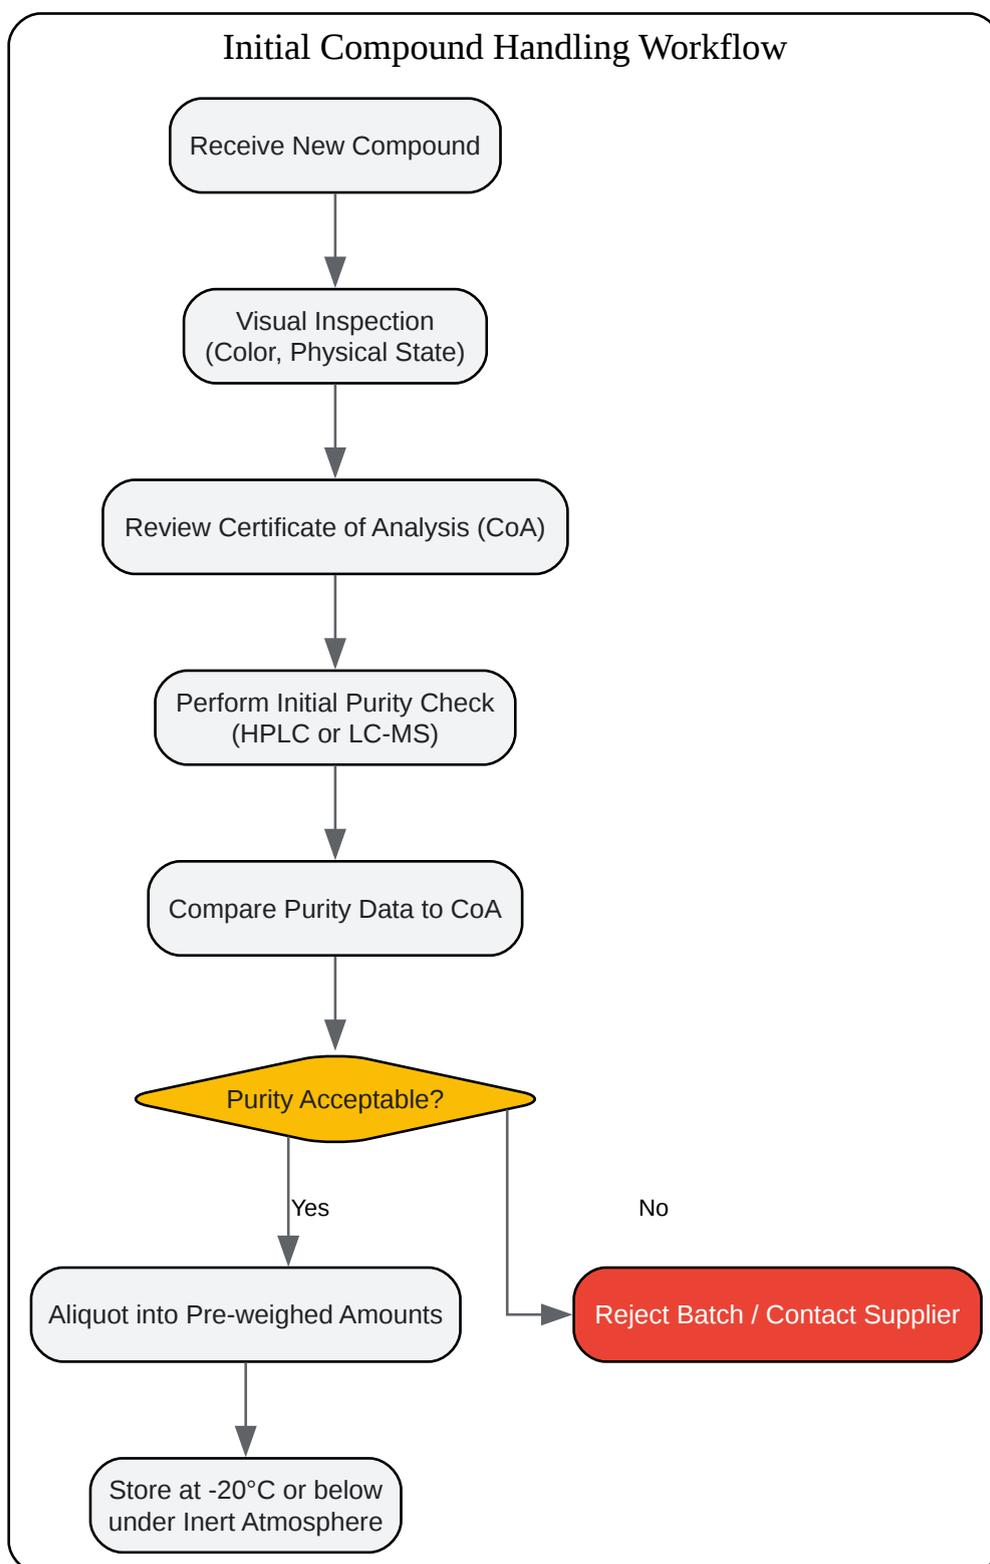 Initial Compound Handling Workflow
Receive New Compound
Visual Inspection
(Color, Physical State)
Review Certificate of Analysis (CoA)
Perform Initial Purity Check
(HPLC or LC-MS)
Compare Purity Data to CoA
Purity Acceptable?
Yes
No
Aliquot into Pre-weighed Amounts
Reject Batch / Contact Supplier
Store at -20°C or below
under Inert Atmosphere